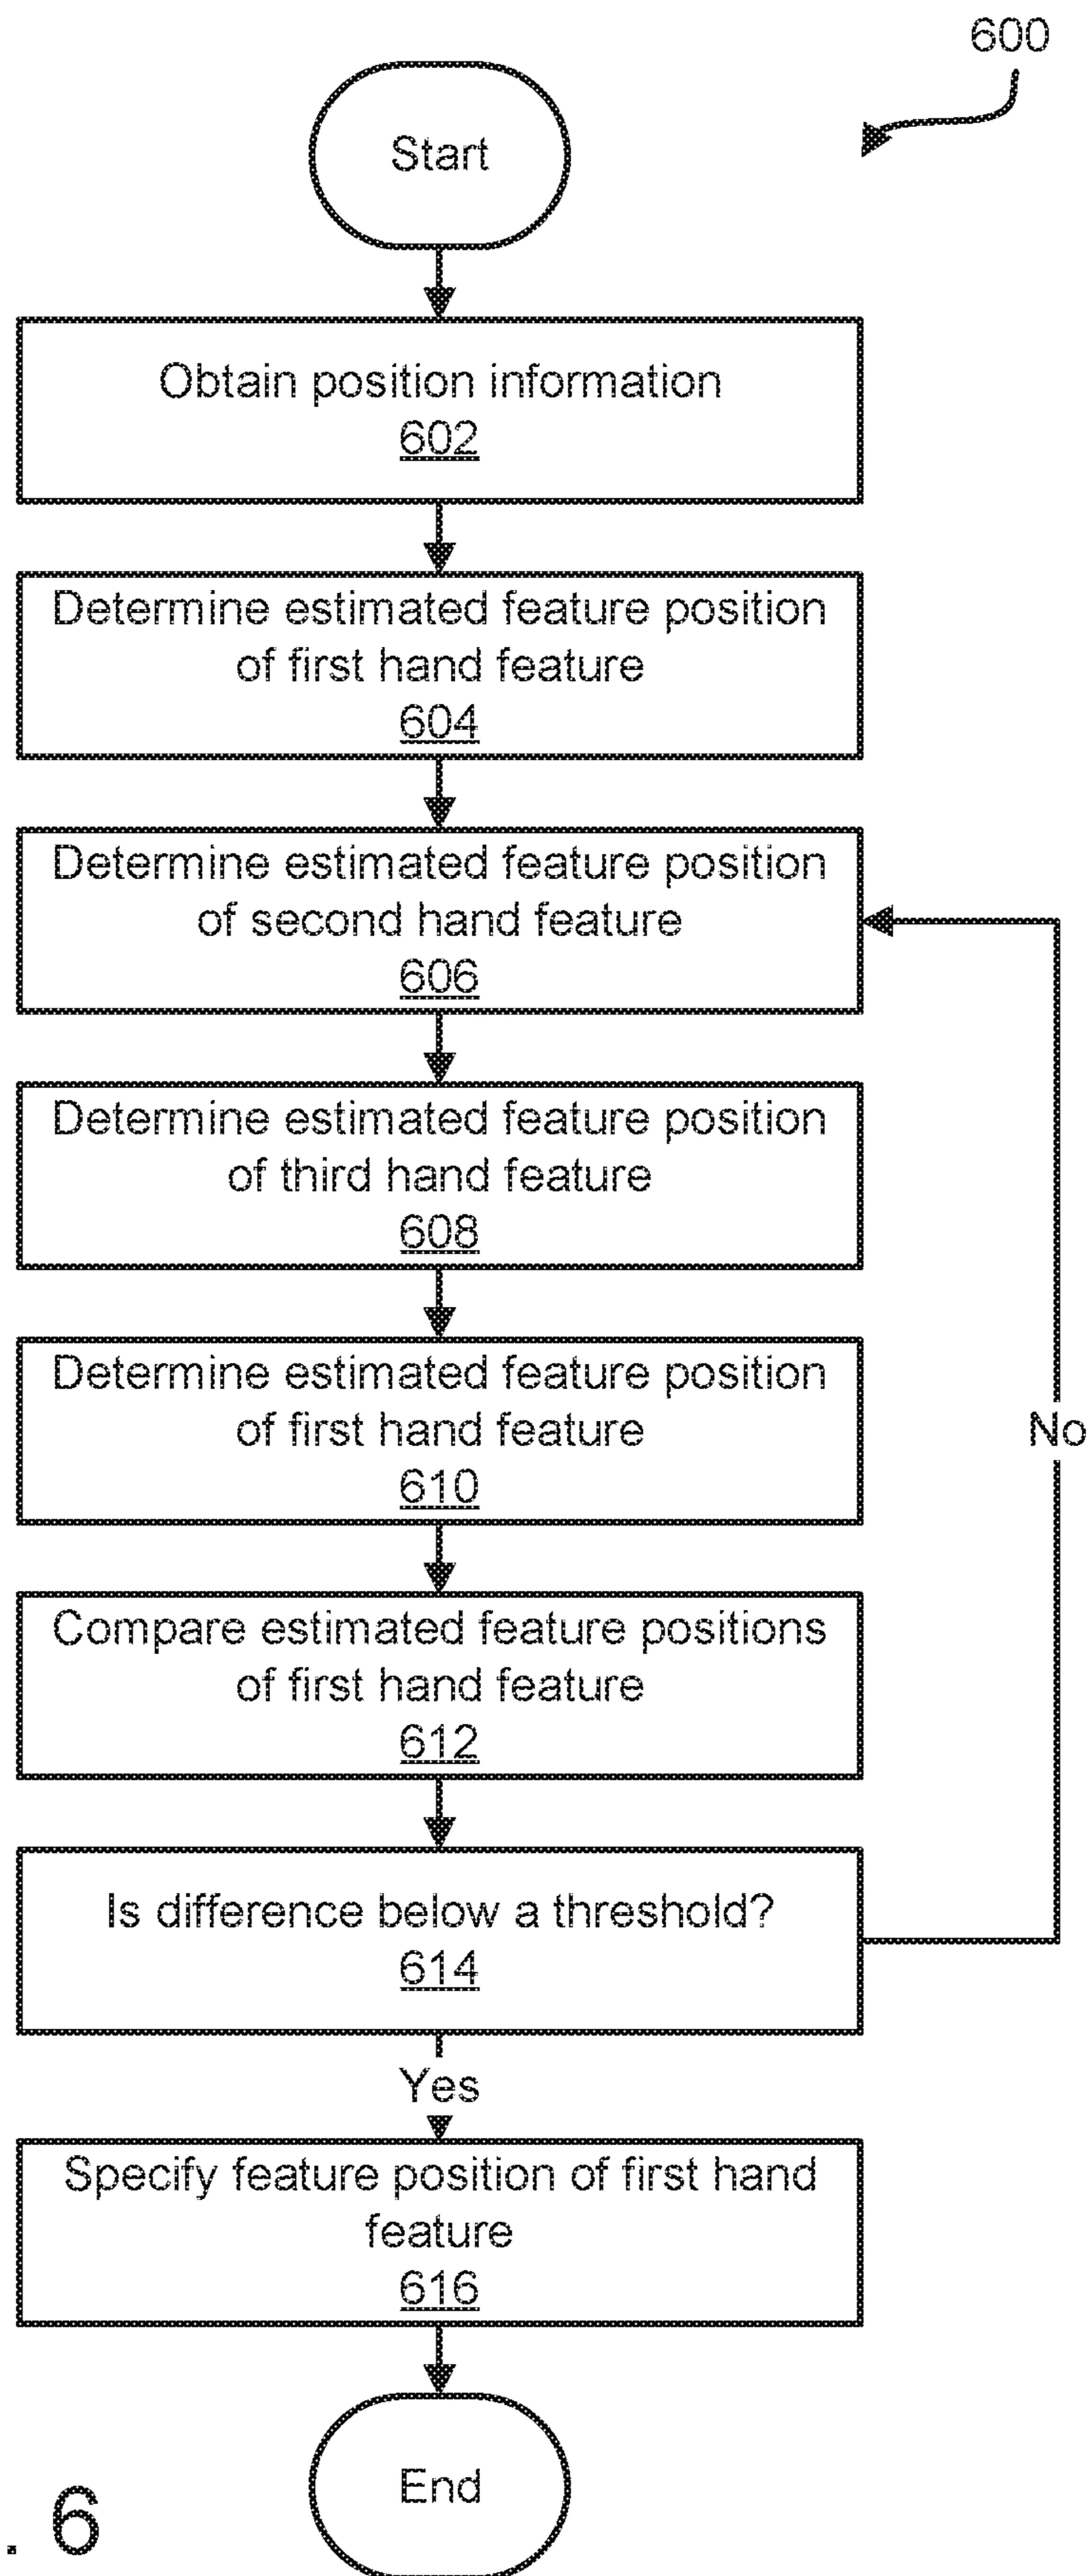 600
Start
Obtain position information
602
Determine estimated feature position
of first hand feature
604
Determine estimated feature position
of second hand feature
606
Determine estimated feature position
of third hand feature
608
Determine estimated feature position
of first hand feature
610
No
Compare estimated feature positions
of first hand feature
612
Is difference below a threshold?
614
Yes
Specify feature position of first hand
feature
616
End
. 6